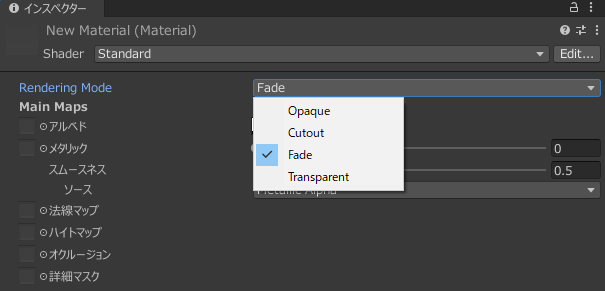 インスペクター
New Material (Material)
Shader Standard Edit...
Rendering Mode Fade
Main Maps Opaque
アルベド
Cutout
メタリック 0
Fade
スムースネス 0.5
Transparent
ソース Metallic Alpha
法線マップ
ハイトマップ
オクルージョン
詳細マスク